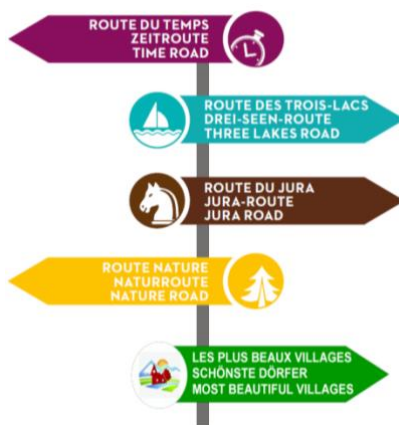 ROUTE DU TEMPS
ZEITROUTE
TIME ROAD
ROUTE DES TROIS-LACS
DREI-SEEN-ROUTE
THREE LAKES ROAD
ROUTE DU JURA
JURA-ROUTE
JURA ROAD
ROUTE NATURE
NATURROUTE
NATURE ROAD
LES PLUS BEAUX VILLAGES
SCHÖNSTE DÖRFER
MOST BEAUTIFUL VILLAGES